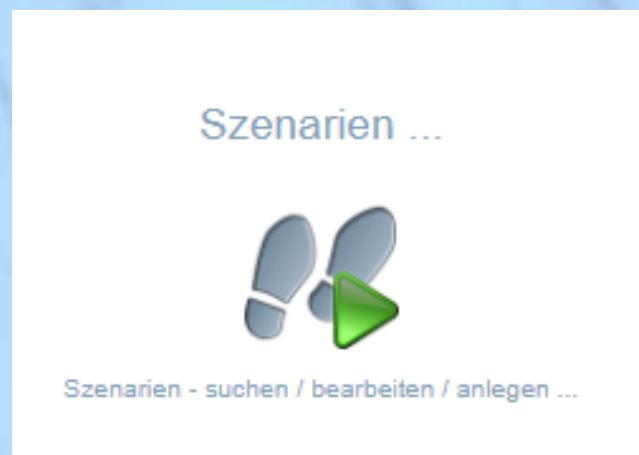 Szenarien ...
Szenarien - suchen / bearbeiten / anlegen ...